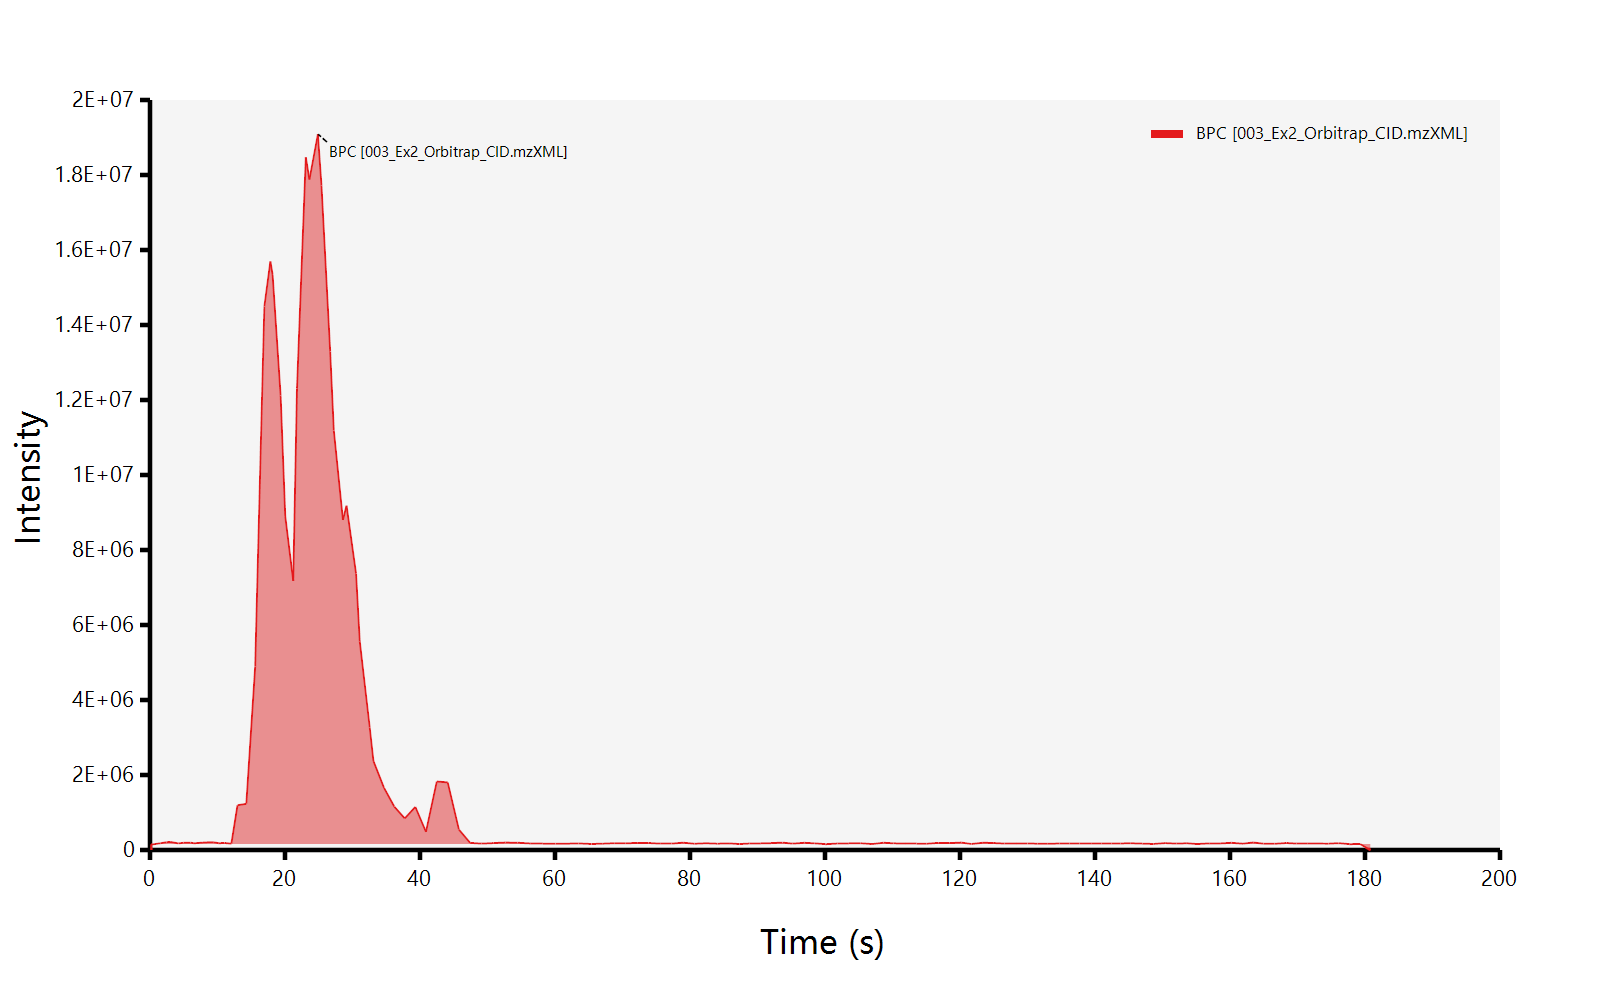 2E+07
1.8E+07
1.6E+07
1.4E+07
1.2E+07
1E+07
8E+06
6E+06
4E+06
2E+06
0
Intensity
BPC [003_Ex2_Orbitrap_CID.mzXML]
BPC [003_Ex2_Orbitrap_CID.mzXML]
0 20 40 60 80 100 120 140 160 180 200
Time (s)